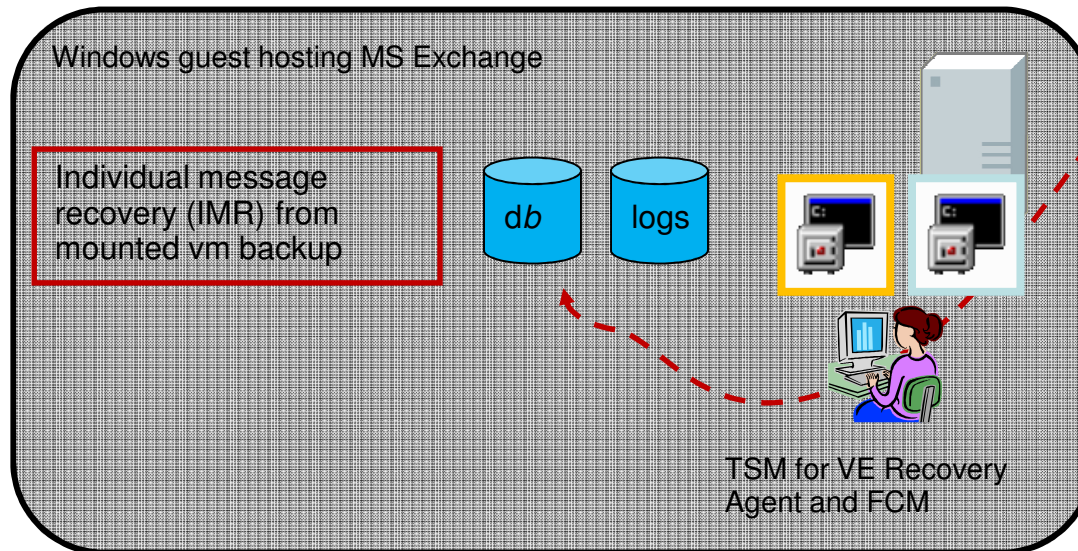 Windows guest hosting MS Exchange
Individual message
recovery (IMR) from
mounted vm backup
db
logs
C:
C:
TSM for VE Recovery
Agent and FCM